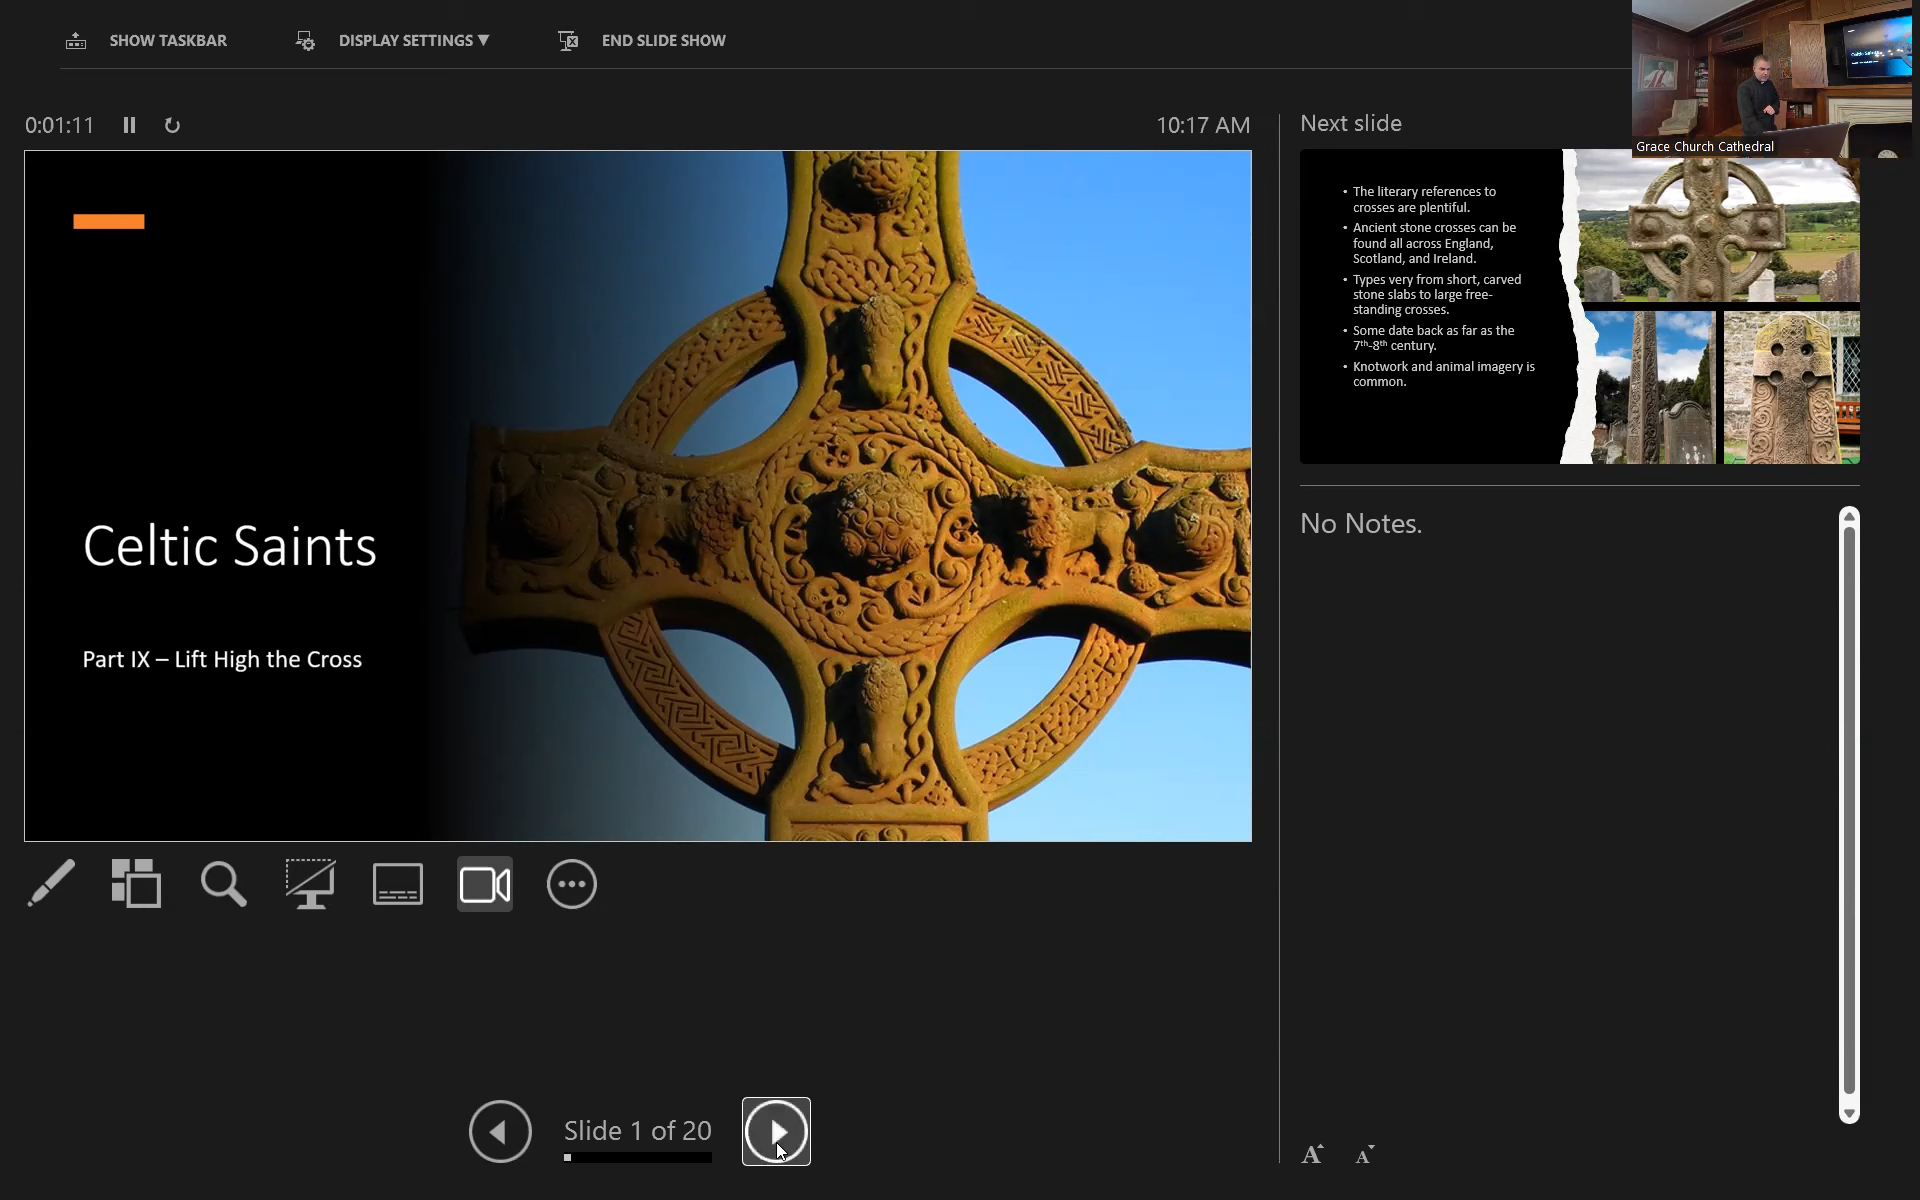 SHOW TASKBAR
DISPLAY SETTINGS ▼
END SLIDE SHOW
0:01:11
10:17 AM
Next slide
Grace Church Cathedral
Celtic Saints
Part IX – Lift High the Cross
• The literary references to
crosses are plentiful.
• Ancient stone crosses can be
found all across England,
Scotland, and Ireland.
• Types very from short, carved
stone slabs to large free-
standing crosses.
• Some date back as far as the
7th-8th century.
• Knotwork and animal imagery is
common.
No Notes.
Slide 1 of 20
A A